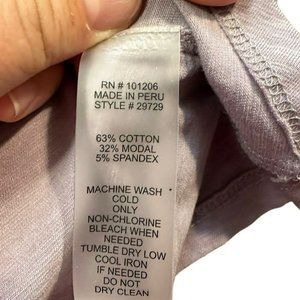 RN # 101206
MADE IN PERU
STYLE # 29729
63% COTTON
32% MODAL
5% SPANDEX
MACHINE WASH
COLD
ONLY
NON-CHLORINE
BLEACH WHEN
NEEDED
TUMBLE DRY LOW
COOL IRON
IF NEEDED
DO NOT
DRY CLEAN